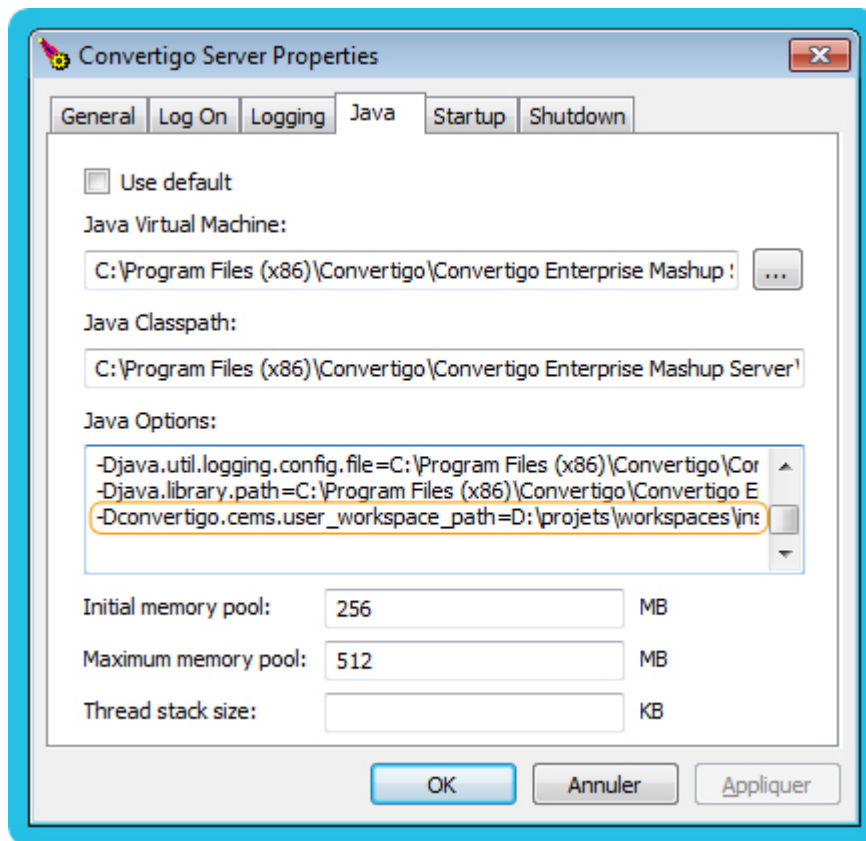 Convertigo Server Properties
General Log On Logging Java Startup Shutdown
Use default
Java Virtual Machine:
C:\Program Files (x86)\Convertigo\Convertigo Enterprise Mashup
...
Java Classpath:
C:\Program Files (x86)\Convertigo\Convertigo Enterprise Mashup Server\
Java Options:
-Djava.util.logging.config.file=C:\Program Files (x86)\Convertigo\Cor
-Djava.library.path=C:\Program Files (x86)\Convertigo\Convertigo E
-Dconvertigo.cems.user_workspace_path=D:\projets\workspaces\ins
Initial memory pool: 256 MB
Maximum memory pool: 512 MB
Thread stack size: KB
OK Annuler Appliquer